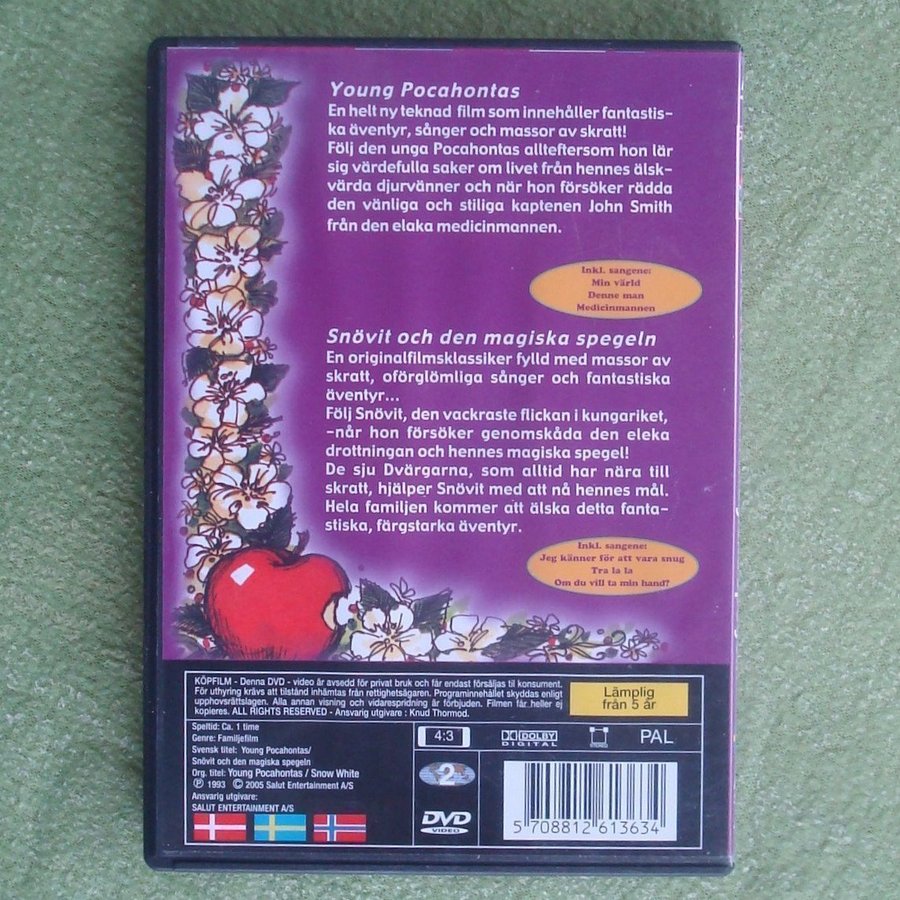 Young Pocahontas
En helt ny teknad film som innehåller fantastis-
ka äventyr, sånger och massor av skratt!
Följ den unga Pocahontas allteftersom hon lär
sig värdefulla saker om livet från hennes älsk-
värda djurvänner och när hon försöker rädda
den vänliga och stiliga kaptenen John Smith
från den elaka medicinmannen.
Inkl. sangene:
Min värld
Denne man
Medicinmannen
Snövit och den magiska spegeln
En originalfilmsklassiker fylld med massor av
skratt, oförglömliga sånger och fantastiska
äventyr...
Följ Snövit, den vackraste flickan i kungariket,
-når hon försöker genomskåda den eleka
drottningan och hennes magiska spegel!
De sju Dvärgarna, som alltid har nära till
skratt, hjälper Snövit med att nå hennes mål.
Hela familjen kommer att älska detta fanta-
stiska, färgstarka äventyr.
Inkl. sangene:
Jeg känner för att vara snug
Tra la la
Om du vill ta min hand?
KÖPFILM - Denna DVD - video är avsedd för privat bruk och får endast försäljas til konsument.
För uthyring krävs att tilstånd inhämtas från rettighetsägaren. Programinnehållet skyddas enligt
upphovsrättslagen. Alla annan visning och vidarespridning är förbjuden. Filmen får heller ej
kopieres. ALL RIGHTS RESERVED - Ansvarig utgivare : Knud Thormod.
Lämplig
från 5 år
Speltid: Ca. 1 time
Genre: Familjefilm
Svensk titel: Young Pocahontas/
Snövit och den magiska spegeln
Org. titel: Young Pocahontas / Snow White
℗ 1993 © 2005 Salut Entertainment A/S
Ansvarig utgivare:
SALUT ENTERTAINMENT A/S
4:3
DOLBY
DIGITAL
STEREO
PAL
2
DVD
VIDEO
5 708812 613634